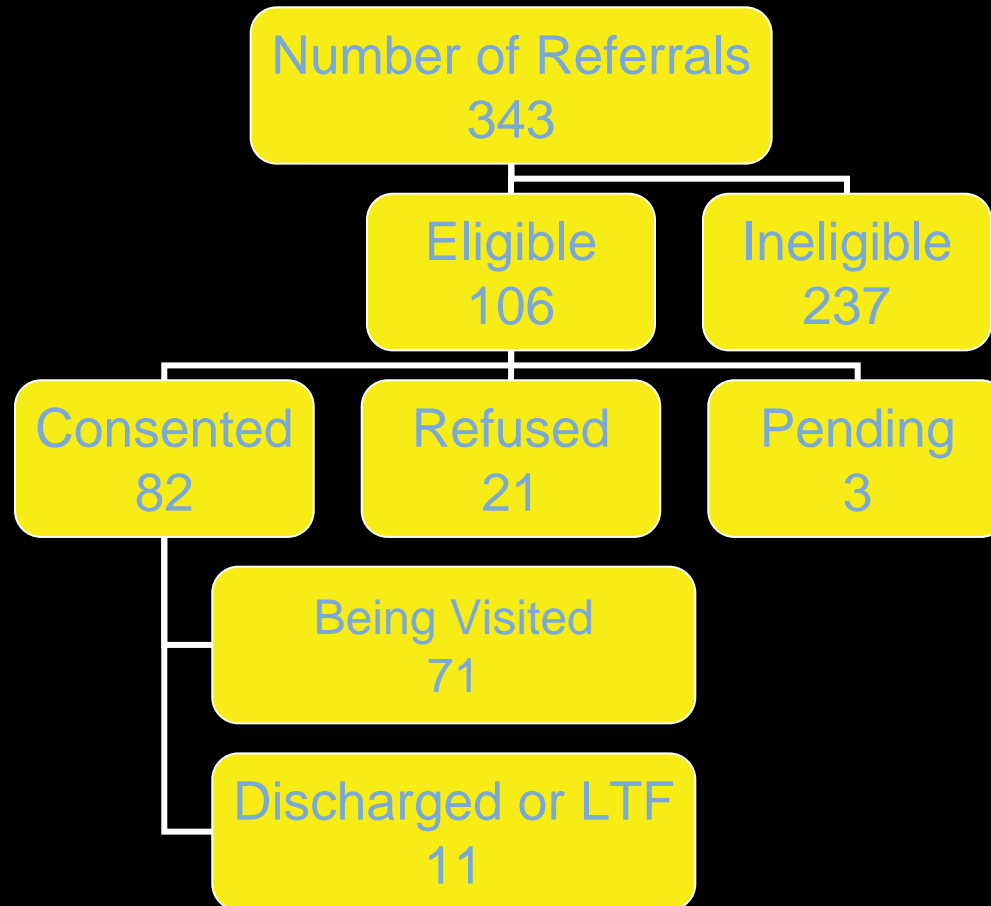 Number of Referrals
343
Eligible
106
Ineligible
237
Consented
82
Refused
21
Pending
3
Being Visited
71
Discharged or LTF
11